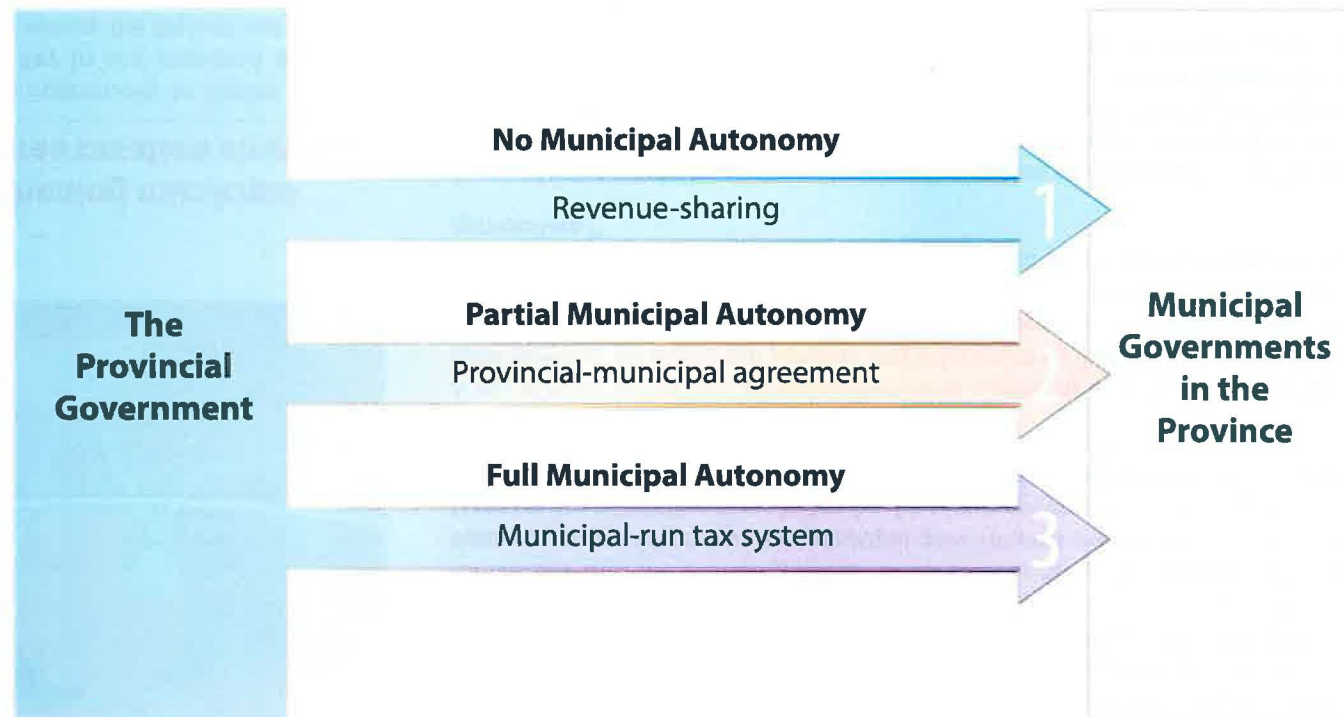 The
Provincial
Government
No Municipal Autonomy
Revenue-sharing
1
Partial Municipal Autonomy
Provincial-municipal agreement
2
Full Municipal Autonomy
Municipal-run tax system
3
Municipal
Governments
in the
Province